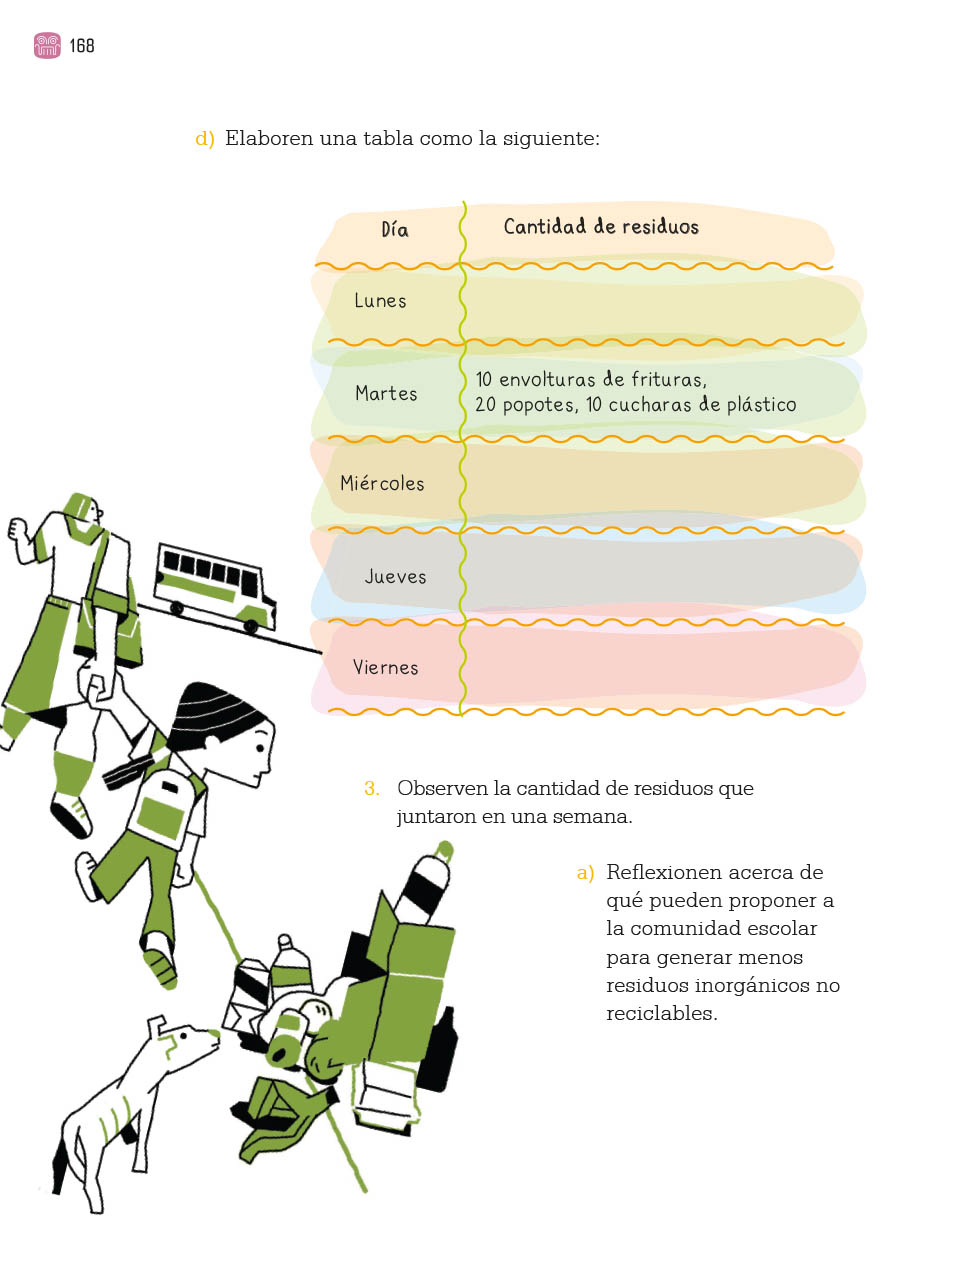 168
d) Elaboren una tabla como la siguiente:
Día Cantidad de residuos
Lunes
Martes 10 envolturas de frituras,
20 popotes, 10 cucharas de plástico
Miércoles
Jueves
Viernes
3. Observen la cantidad de residuos que
juntaron en una semana.
a) Reflexionen acerca de
qué pueden proponer a
la comunidad escolar
para generar menos
residuos inorgánicos no
reciclables.